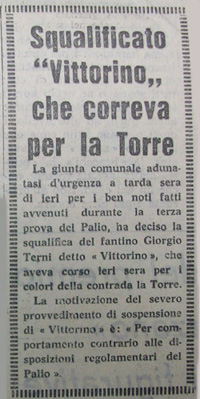 Squalificato
“Vittorino„
che correva
per la Torre
La giunta comunale aduna-
tasi d'urgenza a tarda sera
di ieri per i ben noti fatti
avvenuti durante la terza
prova del Palio, ha deciso la
squalifica del fantino Giorgio
Terni detto « Vittorino », che
aveva corso ieri sera per i
colori della contrada la Torre.
La motivazione del severo
provvedimento di sospensione
di « Vittorino » è: « Per com-
portamento contrario alle di-
sposizioni regolamentari del
Palio ».